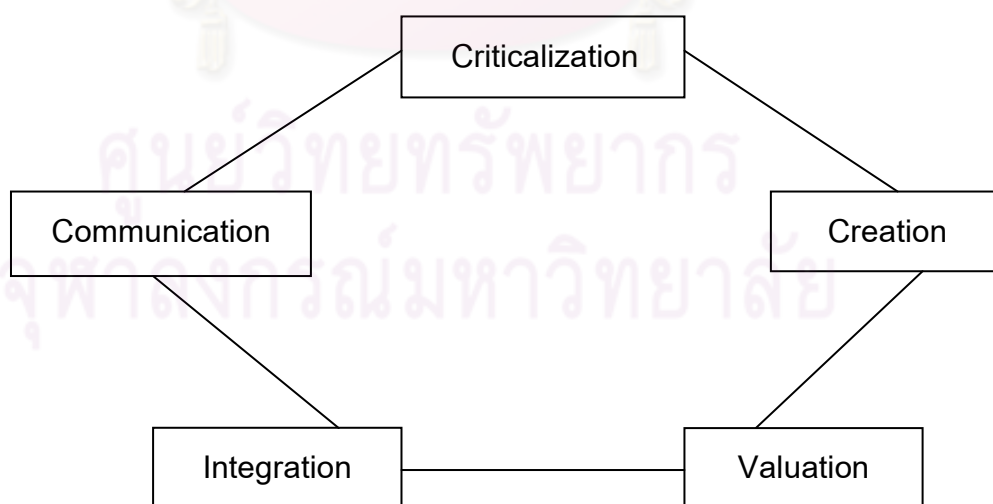 Criticalization
ศูนย์วิทยทรัพยากร
Communication
Creation
จุฬาลงกรณ์มหาวิทยาลัย
Integration
Valuation